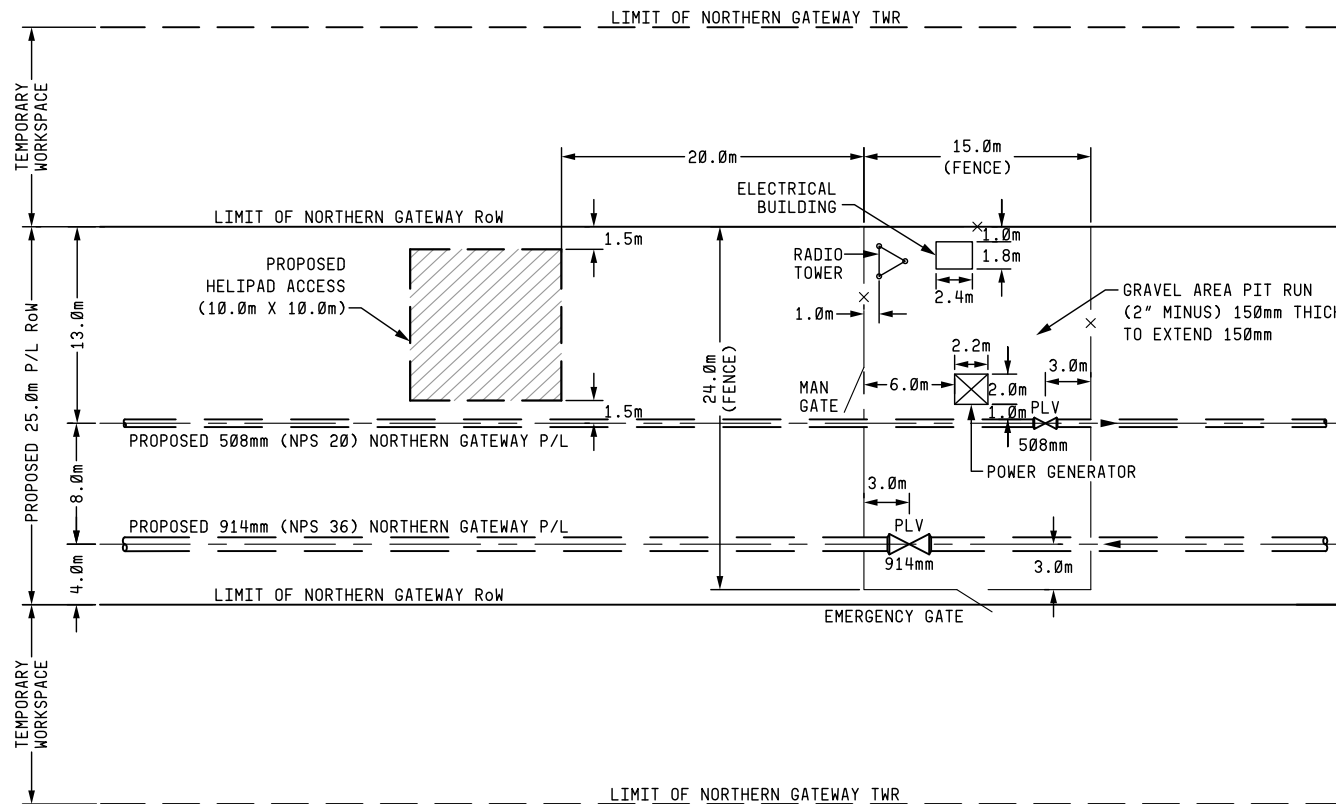 LIMIT OF NORTHERN GATEWAY TWR
TEMPORARY
WORKSPACE
20.0m
15.0m
(FENCE)
ELECTRICAL
BUILDING
LIMIT OF NORTHERN GATEWAY RoW
1.5m
1.0m
1.8m
PROPOSED
HELIPAD ACCESS
(10.0m X 10.0m)
RADIO
TOWER
2.4m
1.0m
GRAVEL AREA PIT RUN
(2" MINUS) 150mm THICK
TO EXTEND 150mm
PROPOSED 25.0m P/L RoW
13.0m
24.0m
(FENCE)
2.2m
3.0m
MAN
GATE
6.0m
2.0m
1.5m
1.0m
PLV
PROPOSED 508mm (NPS 20) NORTHERN GATEWAY P/L
508mm
POWER GENERATOR
8.0m
3.0m
PROPOSED 914mm (NPS 36) NORTHERN GATEWAY P/L
PLV
914mm
3.0m
4.0m
LIMIT OF NORTHERN GATEWAY RoW
EMERGENCY GATE
TEMPORARY
WORKSPACE
LIMIT OF NORTHERN GATEWAY TWR